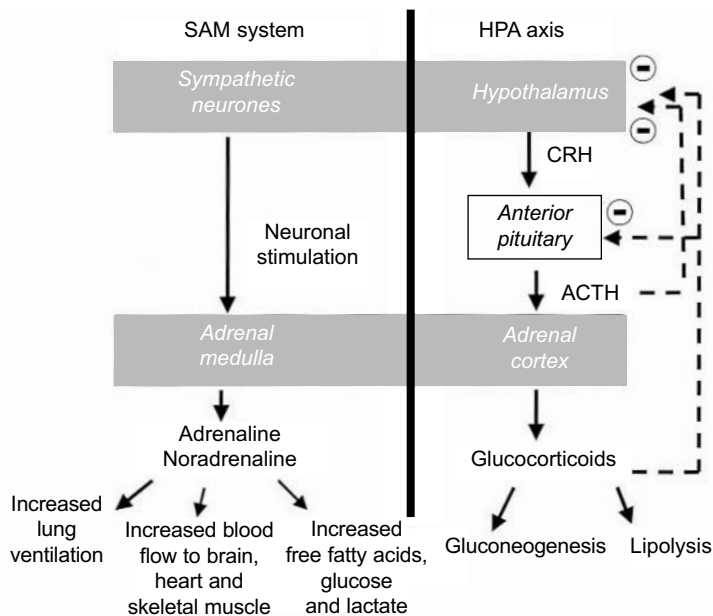 SAM system
HPA axis
Sympathetic
neurones
Hypothalamus
CRH
Neuronal
stimulation
Anterior
pituitary
ACTH
Adrenal
medulla
Adrenal
cortex
Adrenaline
Noradrenaline
Glucocorticoids
Increased
lung
ventilation
Increased blood
flow to brain,
heart and
skeletal muscle
Increased
free fatty acids,
glucose
and lactate
Gluconeogenesis
Lipolysis